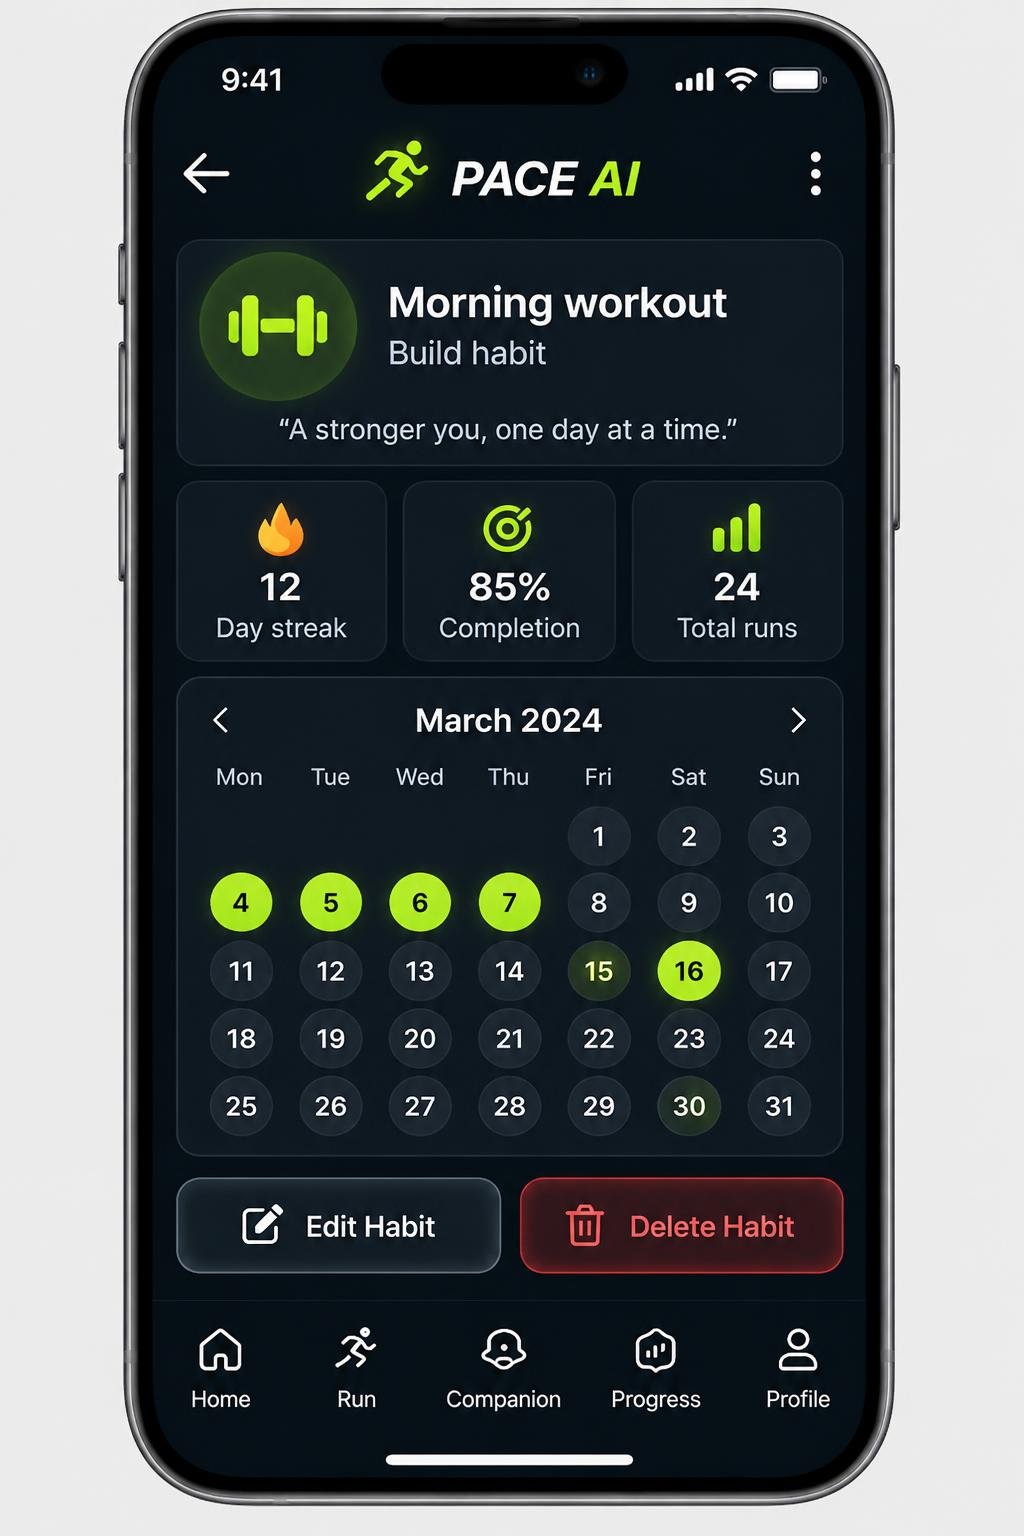 9:41
PACE AI
Morning workout
Build habit
“A stronger you, one day at a time.”
12 85% 24
Day streak Completion Total runs
March 2024
Mon Tue Wed Thu Fri Sat Sun
1 2 3
4 5 6 7 8 9 10
11 12 13 14 15 16 17
18 19 20 21 22 23 24
25 26 27 28 29 30 31
Edit Habit Delete Habit
Home Run Companion Progress Profile